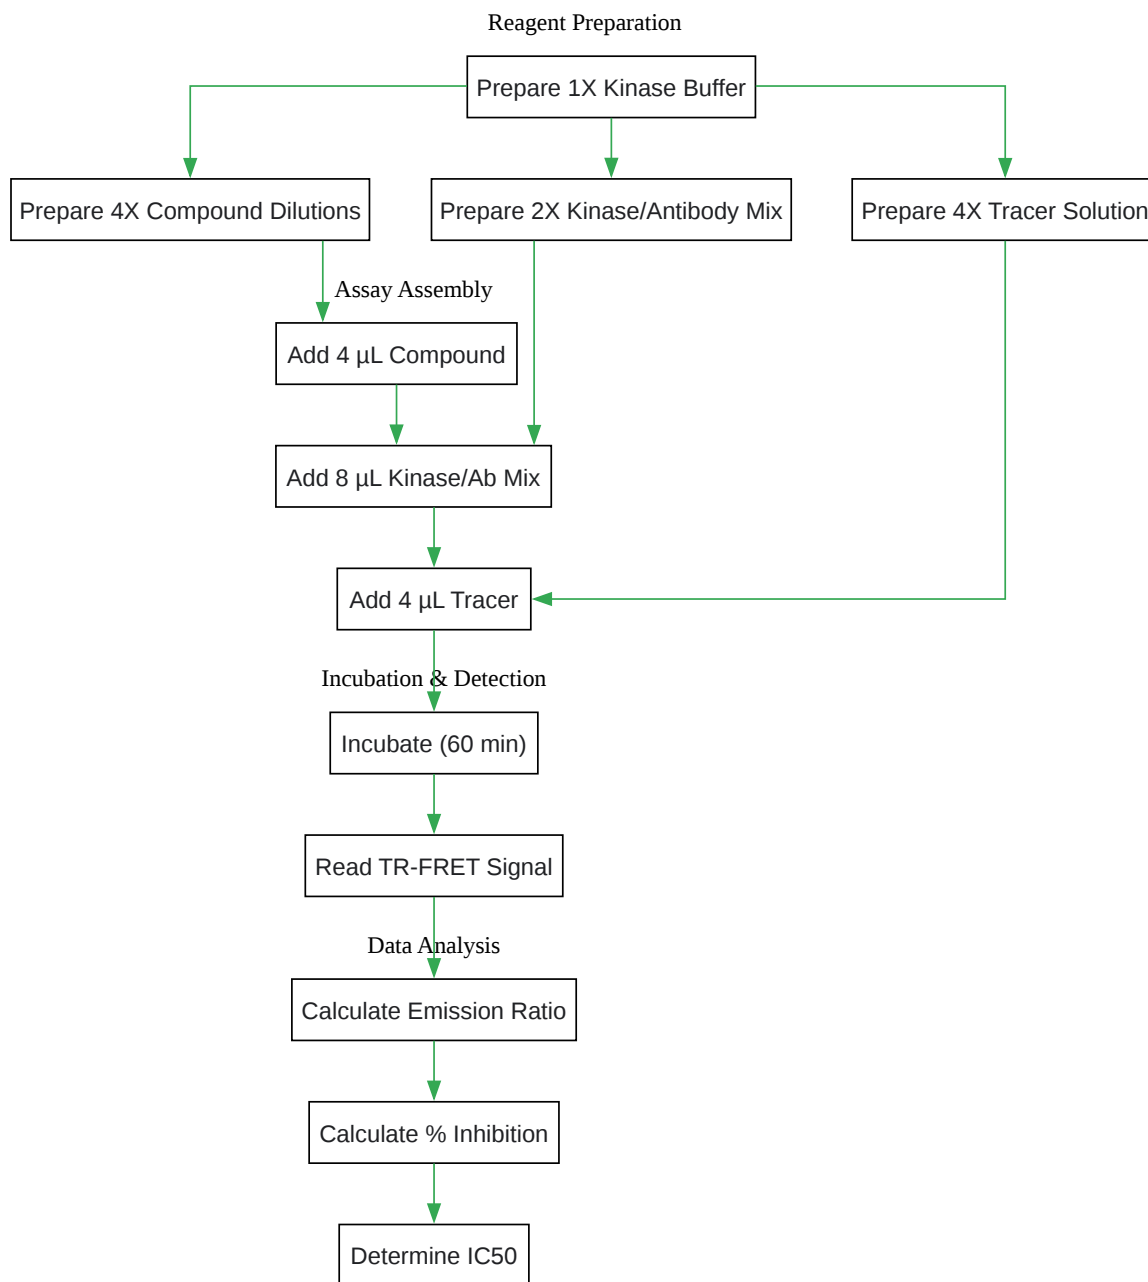 Reagent Preparation
Prepare 1X Kinase Buffer
Prepare 4X Compound Dilutions
Prepare 2X Kinase/Antibody Mix
Prepare 4X Tracer Solution
Assay Assembly
Add 4 µL Compound
Add 8 µL Kinase/Ab Mix
Add 4 µL Tracer
Incubation & Detection
Incubate (60 min)
Read TR-FRET Signal
Data Analysis
Calculate Emission Ratio
Calculate % Inhibition
Determine IC50